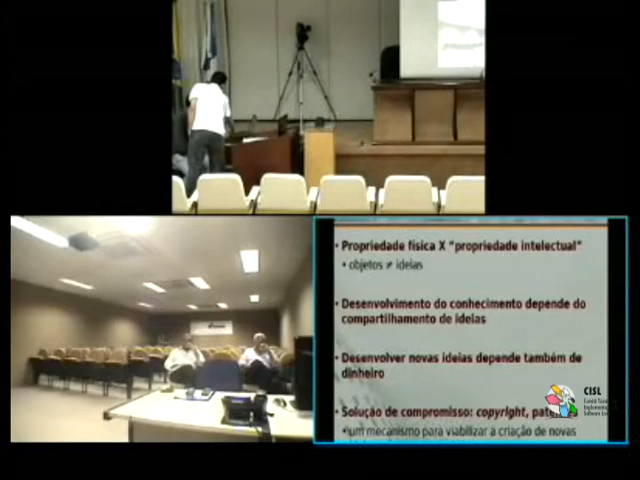 • Propriedade física X "propriedade intelectual"
• objetos ≠ ideias
• Desenvolvimento do conhecimento depende do
compartilhamento de ideias
• Desenvolver novas ideias depende também de
dinheiro
• Solução de compromisso: copyright,
• um mecanismo para viabilizar a criação de novas
CISL